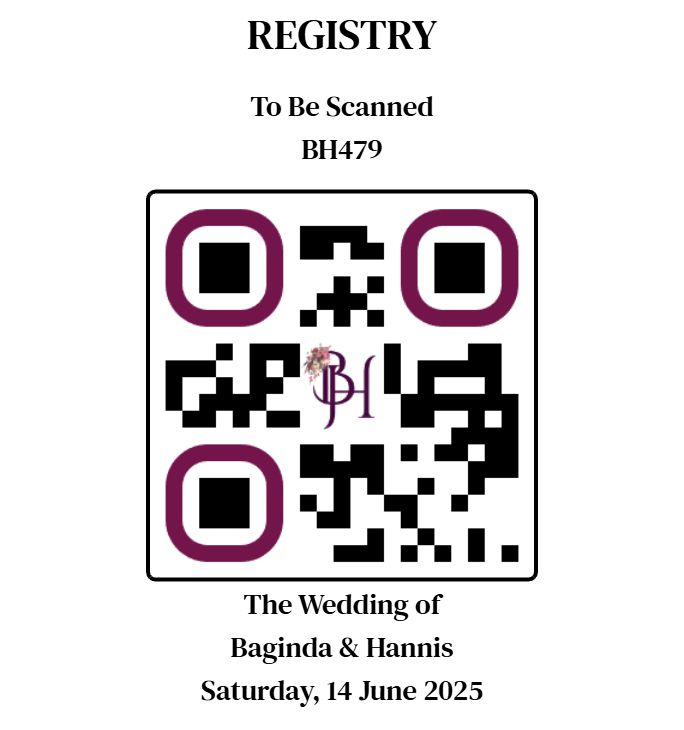 REGISTRY
To Be Scanned
BH479
BH
The Wedding of
Baginda & Hannis
Saturday, 14 June 2025